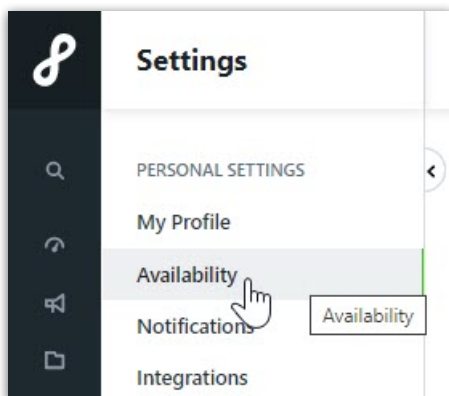 Settings
PERSONAL SETTINGS
My Profile
Availability
Notifications
Availability
Integrations